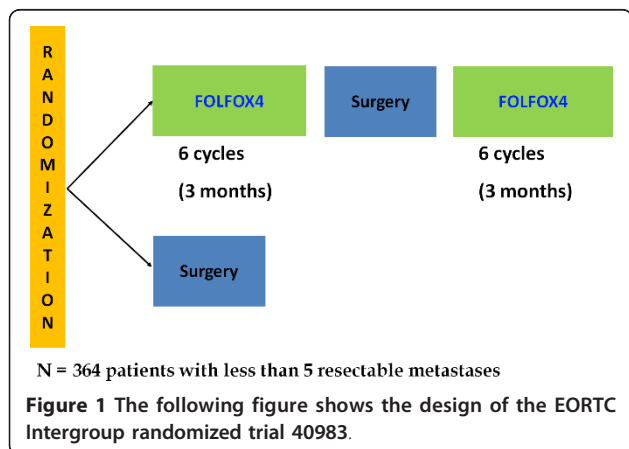 RANDOMIZATION
FOLFOX4
Surgery
FOLFOX4
6 cycles
(3 months)
6 cycles
(3 months)
Surgery
N = 364 patients with less than 5 resectable metastases
Figure 1 The following figure shows the design of the EORTC
Intergroup randomized trial 40983.